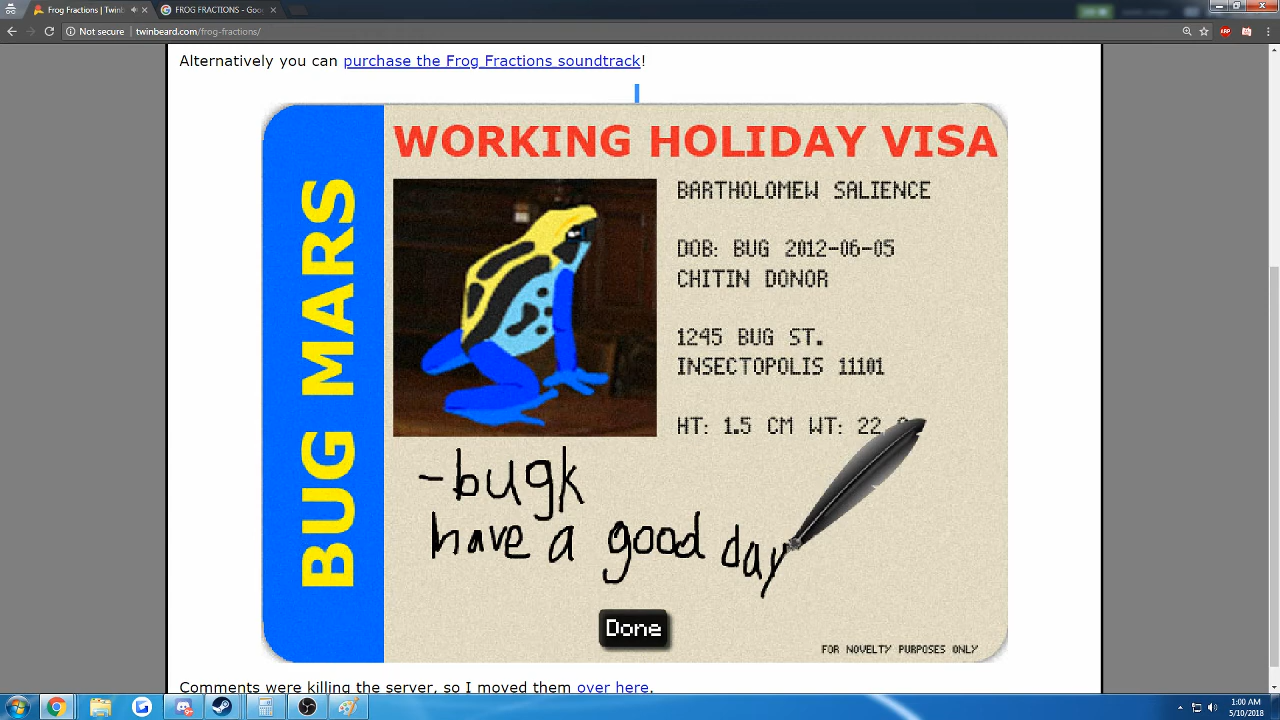 Frog Fractions | Twinb
FROG FRACTIONS - Goo
Not secure | twinbeard.com/frog-fractions/
Alternatively you can purchase the Frog Fractions soundtrack!
BUG MARS
WORKING HOLIDAY VISA
BARTHOLOMEW SALIENCE
DOB: BUG 2012-06-05
CHITIN DONOR
1245 BUG ST.
INSECTOPOLIS 11101
HT: 1.5 CM WT: 22
-bugk
have a good day
Done
FOR NOVELTY PURPOSES ONLY
Comments were killing the server, so I moved them over here.
1:00 AM
5/10/2018